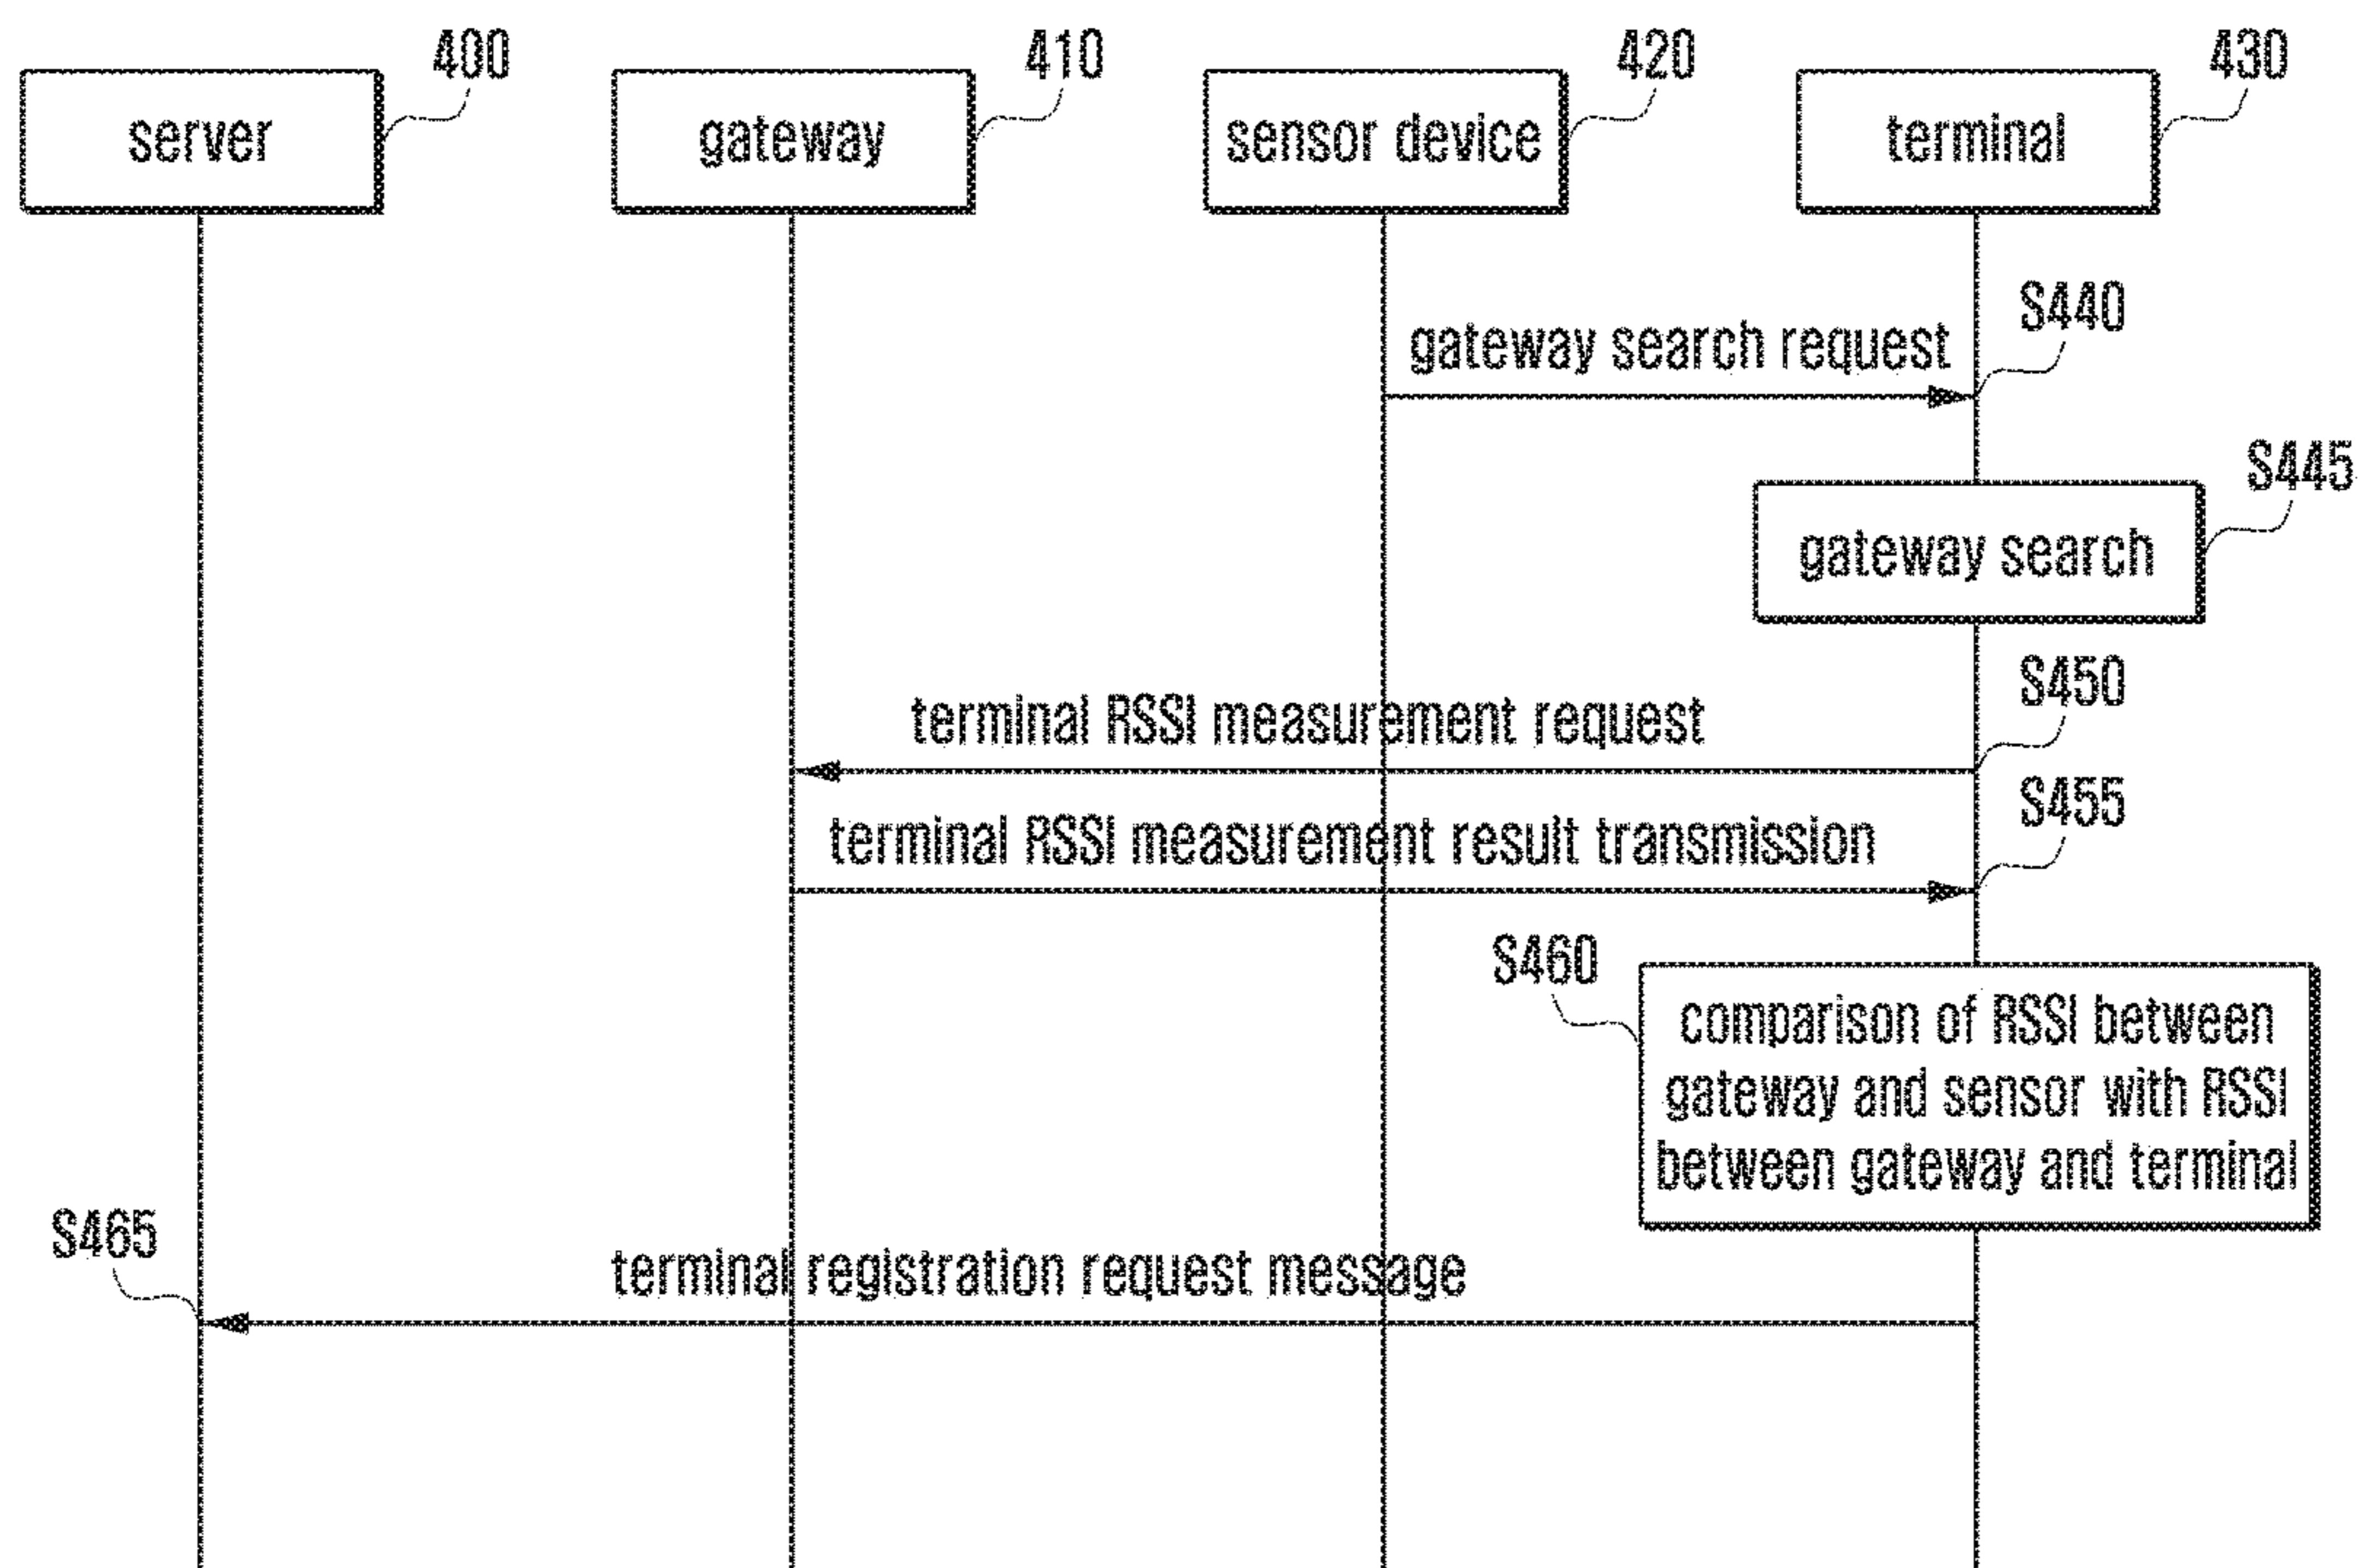 400
410
420
430
server
gateway
sensor device
terminal
S440
gateway search request
S445
gateway search
S450
terminal RSSI measurement request
S455
terminal RSSI measurement result transmission
S460
comparison of RSSI between
gateway and sensor with RSSI
between gateway and terminal
S465
terminal registration request message